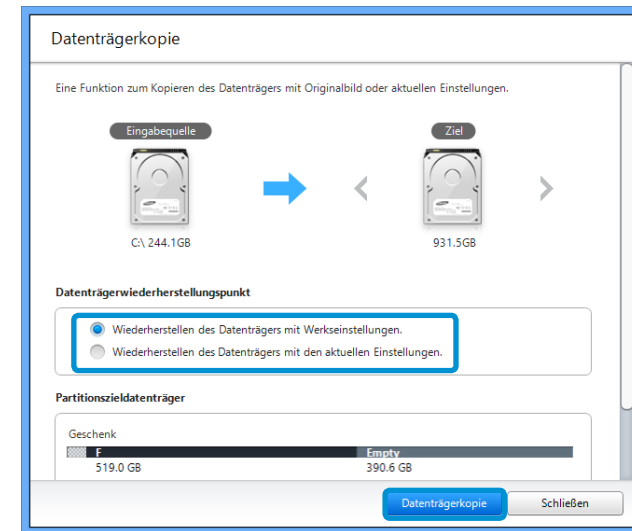 Datenträgerkopie
Eine Funktion zum Kopieren des Datenträgers mit Originalbild oder aktuellen Einstellungen.
Eingabequelle
Ziel
C:\ 244.1GB
931.5GB
Datenträgerwiederherstellungspunkt
Wiederherstellen des Datenträgers mit Werkseinstellungen.
Wiederherstellen des Datenträgers mit den aktuellen Einstellungen.
Partitionszieldatenträger
Geschenk
F Empty
519.0 GB 390.6 GB
Datenträgerkopie Schließen